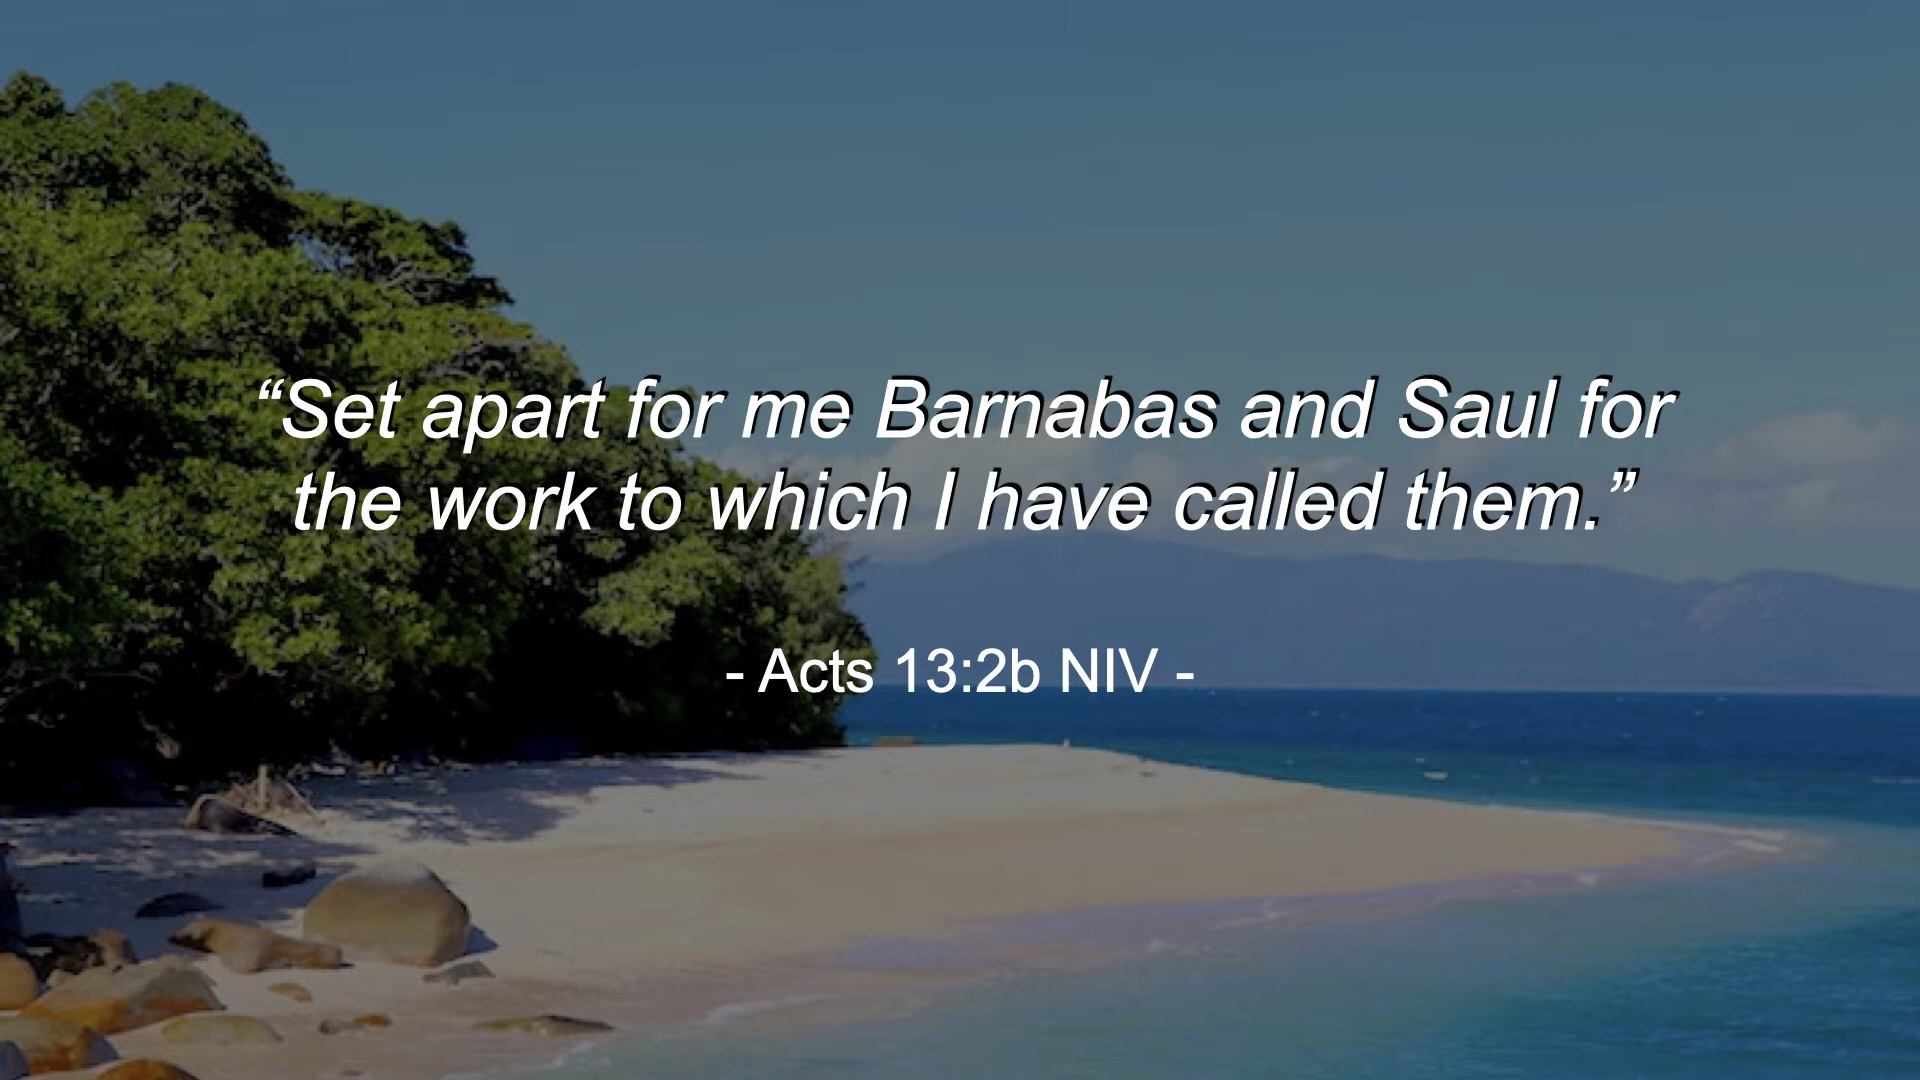 “Set apart for me Barnabas and Saul for
the work to which I have called them.”
- Acts 13:2b NIV -